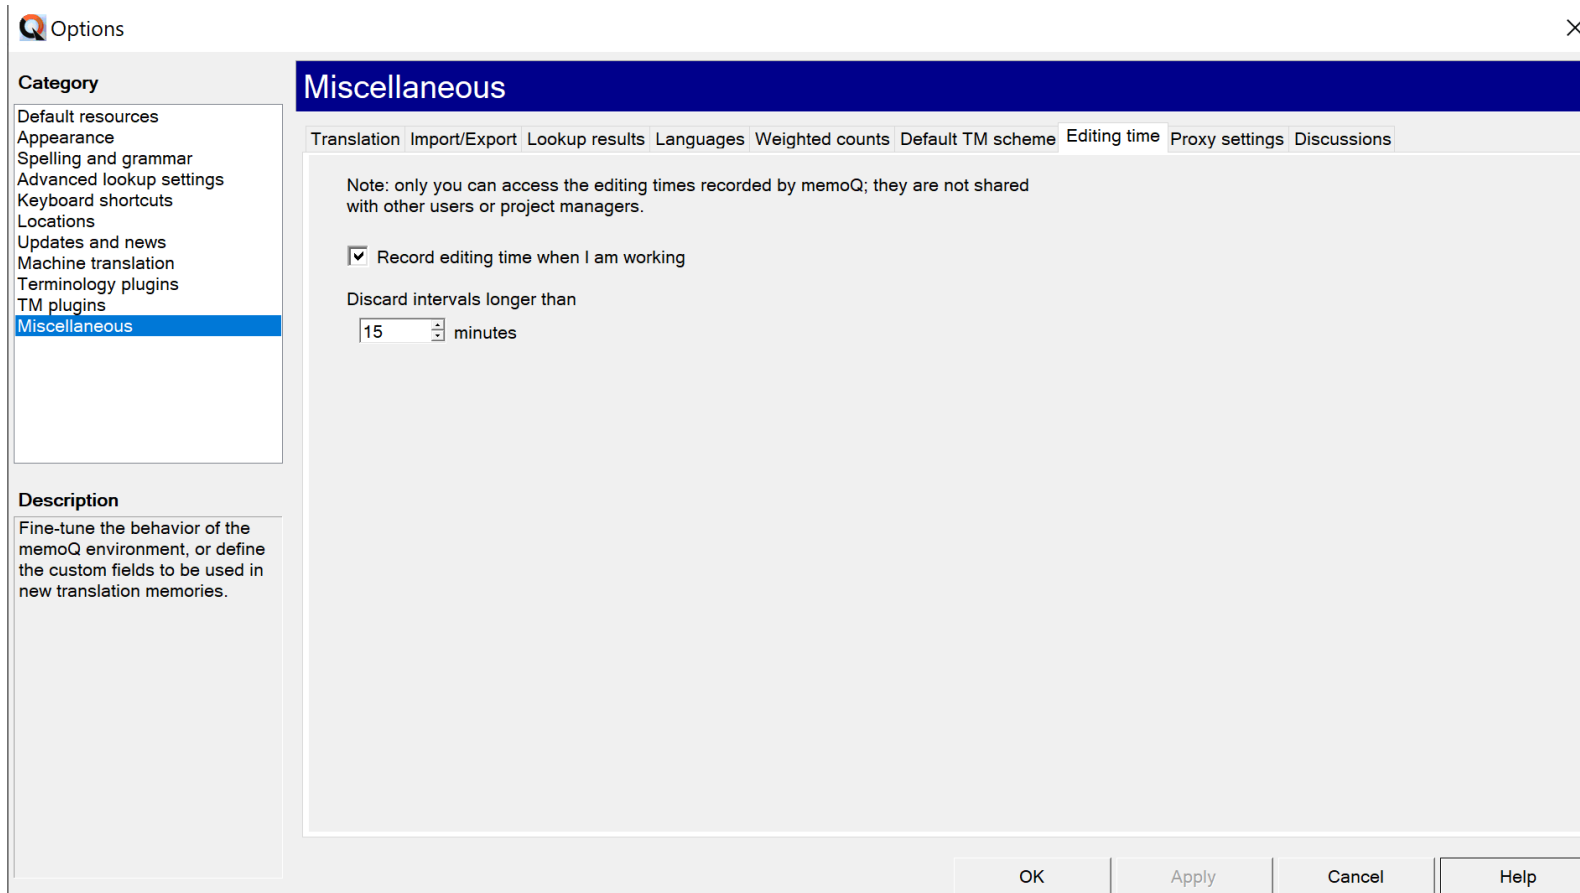 Options
Category
Default resources
Appearance
Spelling and grammar
Advanced lookup settings
Keyboard shortcuts
Locations
Updates and news
Machine translation
Terminology plugins
TM plugins
Miscellaneous
Description
Fine-tune the behavior of the
memoQ environment, or define
the custom fields to be used in
new translation memories.
Miscellaneous
Translation Import/Export Lookup results Languages Weighted counts Default TM scheme Editing time Proxy settings Discussions
Note: only you can access the editing times recorded by memoQ; they are not shared
with other users or project managers.
Record editing time when I am working
Discard intervals longer than
15 minutes
OK Apply Cancel Help